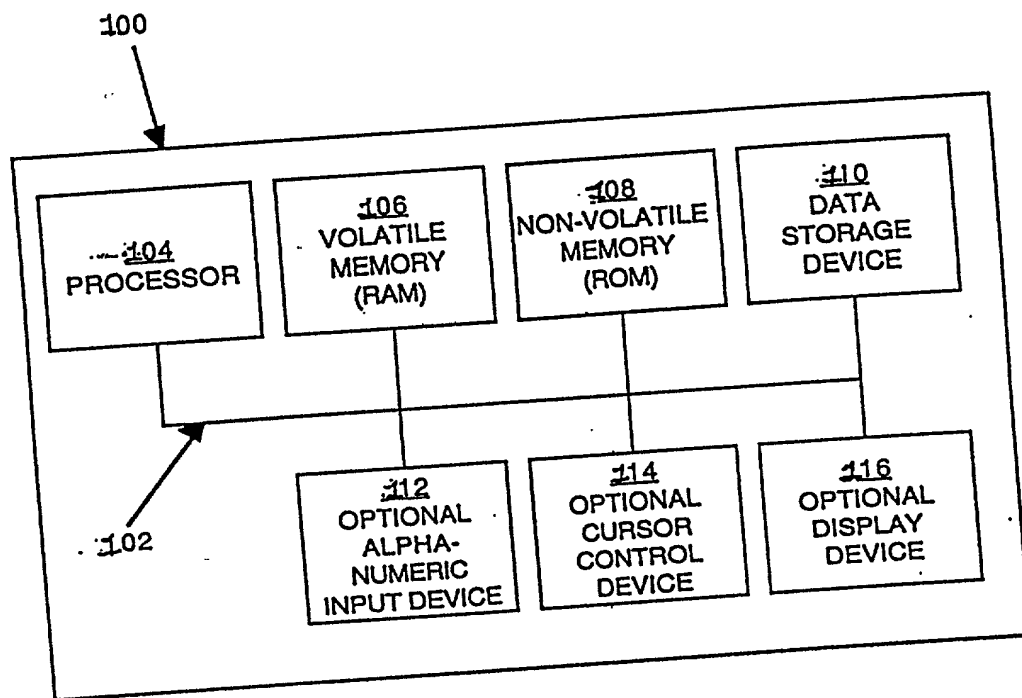 100
104
PROCESSOR
106
VOLATILE
MEMORY
(RAM)
108
NON-VOLATILE
MEMORY
(ROM)
110
DATA
STORAGE
DEVICE
102
112
OPTIONAL
ALPHA-
NUMERIC
INPUT DEVICE
114
OPTIONAL
CURSOR
CONTROL
DEVICE
116
OPTIONAL
DISPLAY
DEVICE